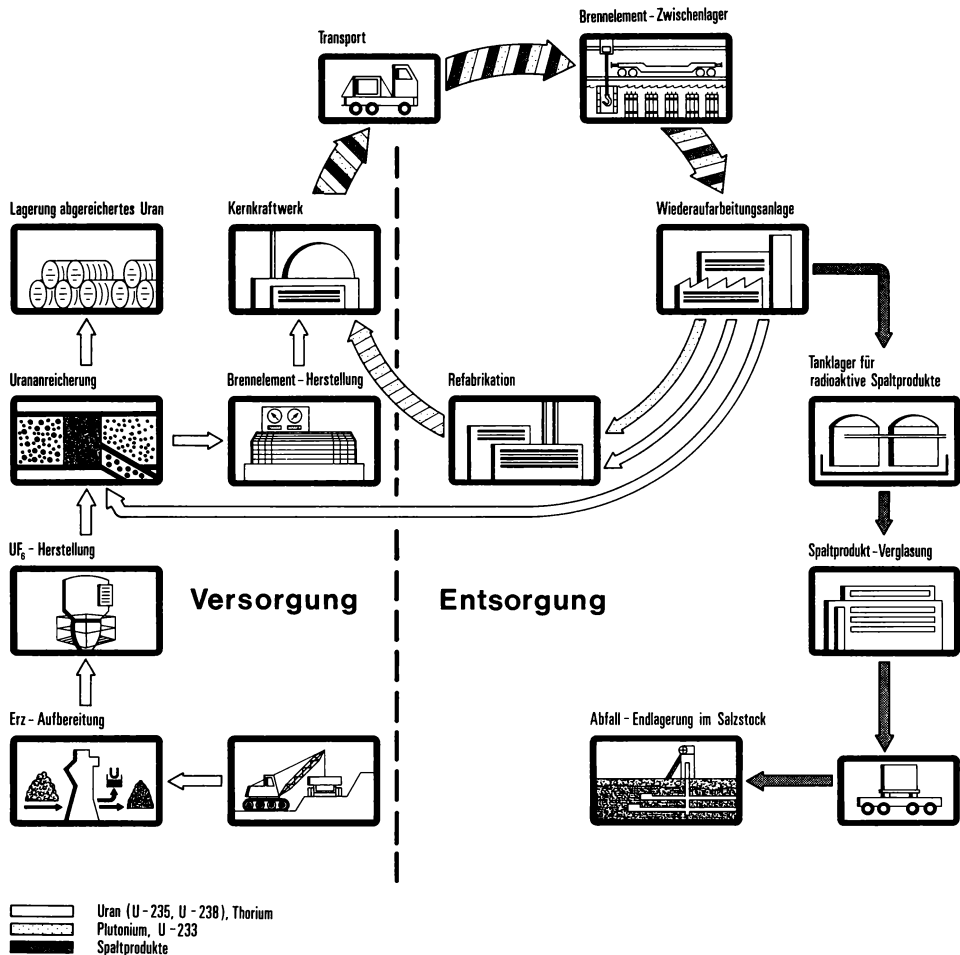 Brennelement - Zwischenlager
Transport
Lagerung abgereichertes Uran
Kernkraftwerk
Wiederaufarbeitungsanlage
Urananreicherung
Brennelement - Herstellung
Refabrikation
Tanklager für
radioaktive Spaltprodukte
UF₆ - Herstellung
Spaltprodukt - Verglasung
Versorgung
Entsorgung
Erz - Aufbereitung
U
Abfall - Endlagerung im Salzstock
Uran (U - 235, U - 238), Thorium
Plutonium, U - 233
Spaltprodukte